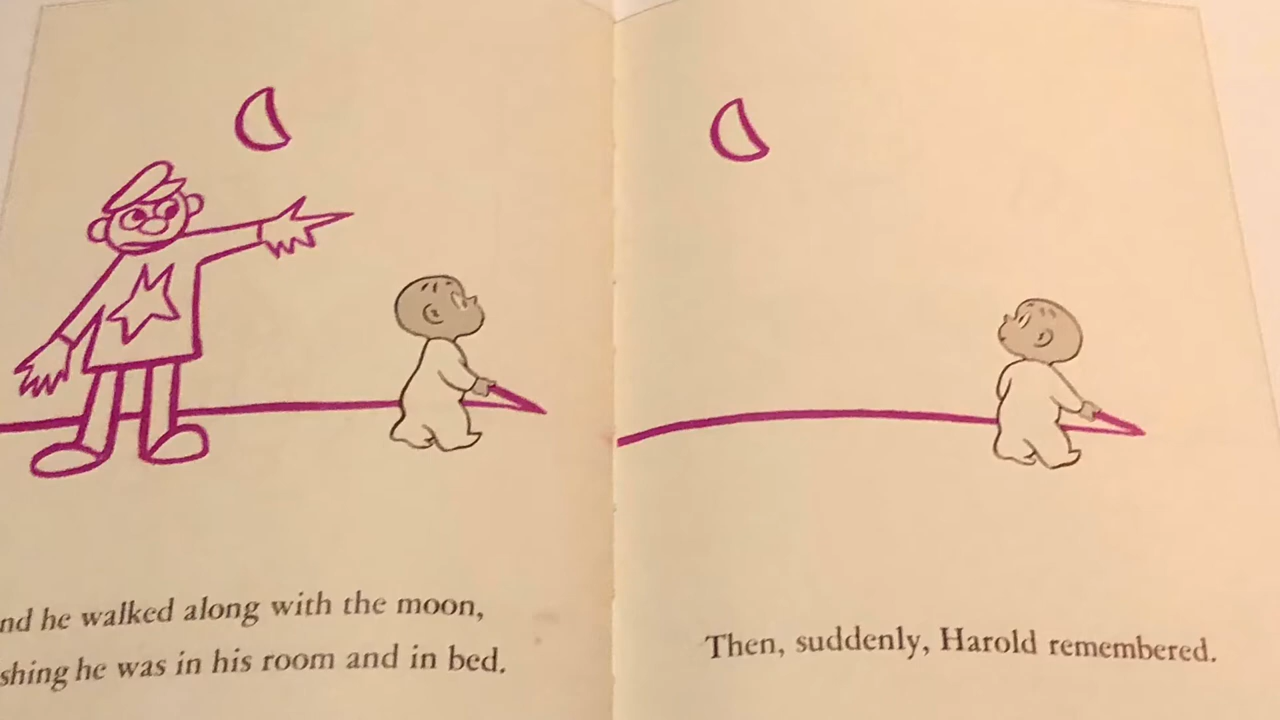 nd he walked along with the moon,
shing he was in his room and in bed.
Then, suddenly, Harold remembered.